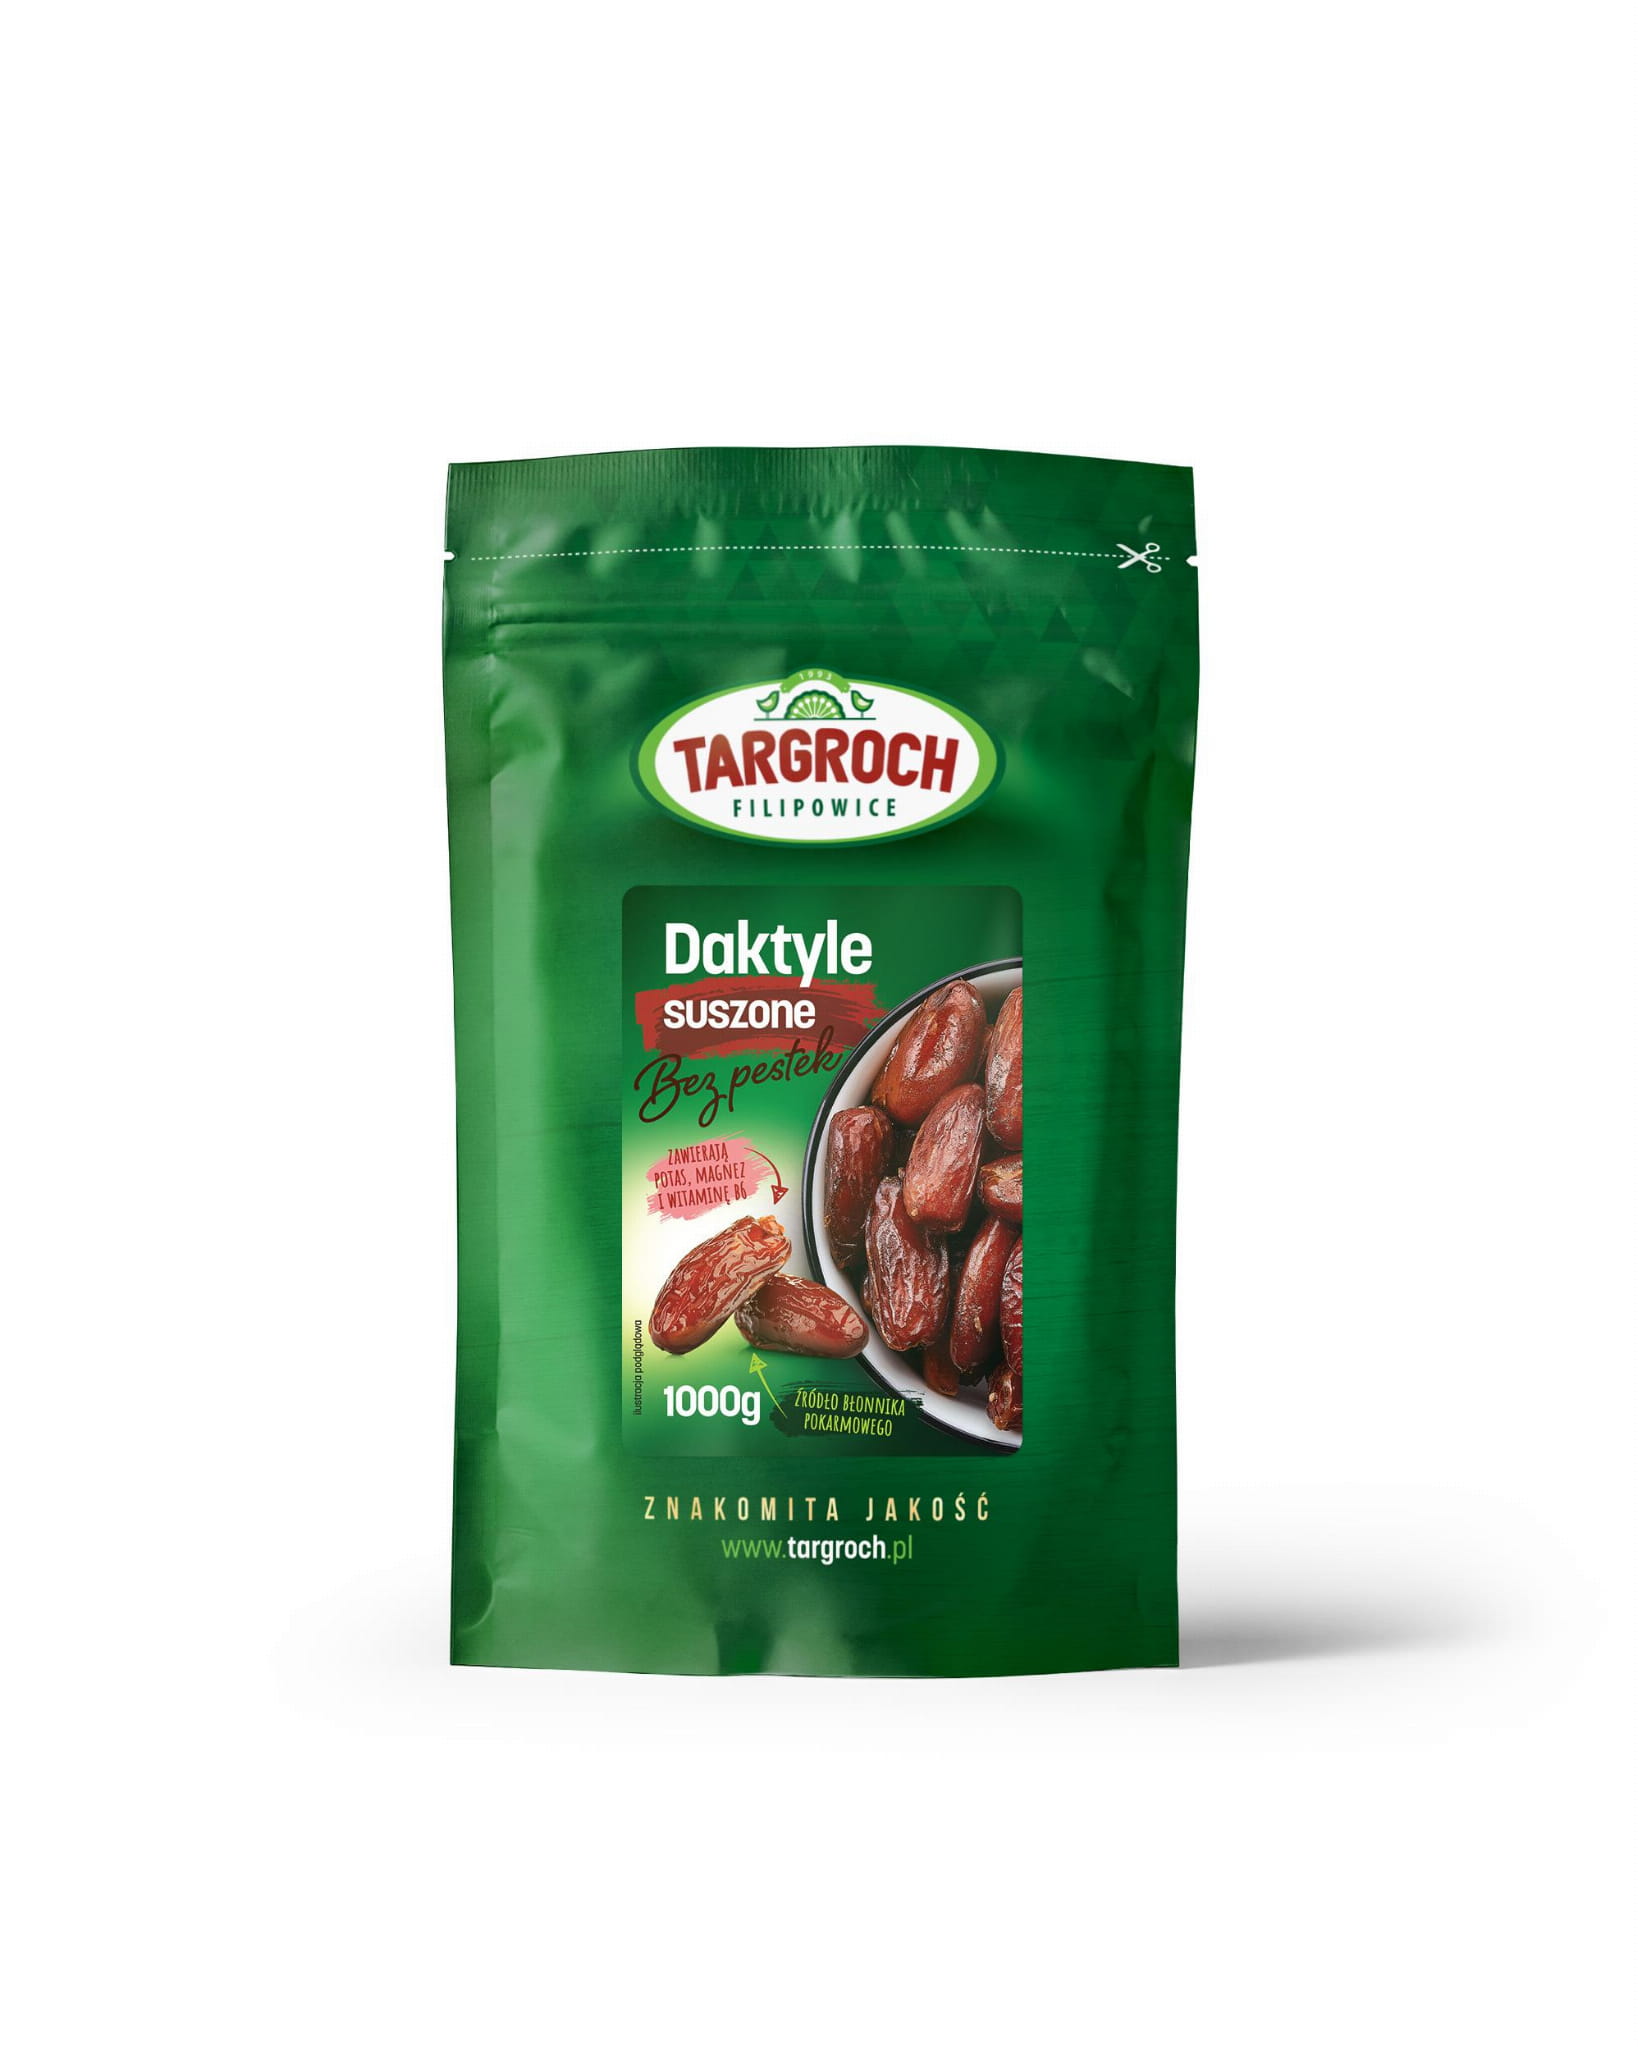 1993
TARGROCH
FILIPOWICE
Daktyle
suszone
Bez pestek
ZAWIERAJĄ
POTAS, MAGNEZ
I WITAMINĘ B6
ilustracja poglądowa
1000g
ŹRÓDŁO BŁONNIKA
POKARMOWEGO
ZNAKOMITA JAKOŚĆ
www.targroch.pl